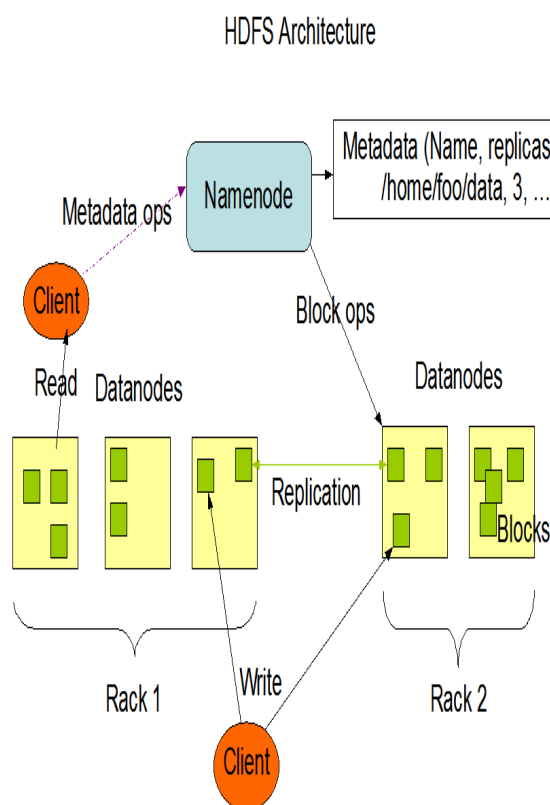 HDFS Architecture
Metadata (Name, replicas
/home/foo/data, 3, ...
Namenode
Metadata ops
Client
Block ops
Read
Datanodes
Datanodes
Replication
Blocks
Rack 1
Write
Rack 2
Client